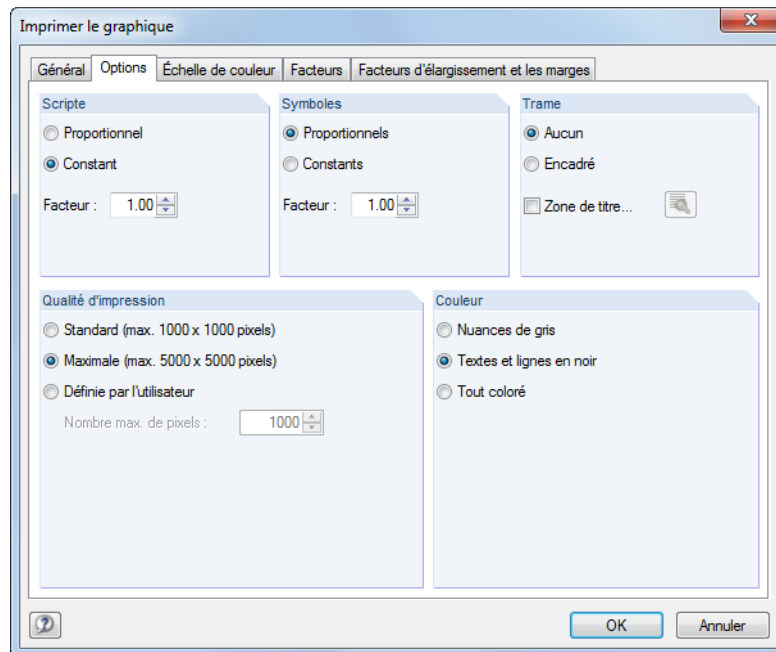 Imprimer le graphique
Général Options Échelle de couleur Facteurs Facteurs d'élargissement et les marges
Scripte
Proportionnel
Constant
Facteur : 1.00
Symboles
Proportionnels
Constants
Facteur : 1.00
Trame
Aucun
Encadré
Zone de titre...
Qualité d'impression
Standard (max. 1000 x 1000 pixels)
Maximale (max. 5000 x 5000 pixels)
Définie par l'utilisateur
Nombre max. de pixels : 1000
Couleur
Nuances de gris
Textes et lignes en noir
Tout coloré
OK Annuler